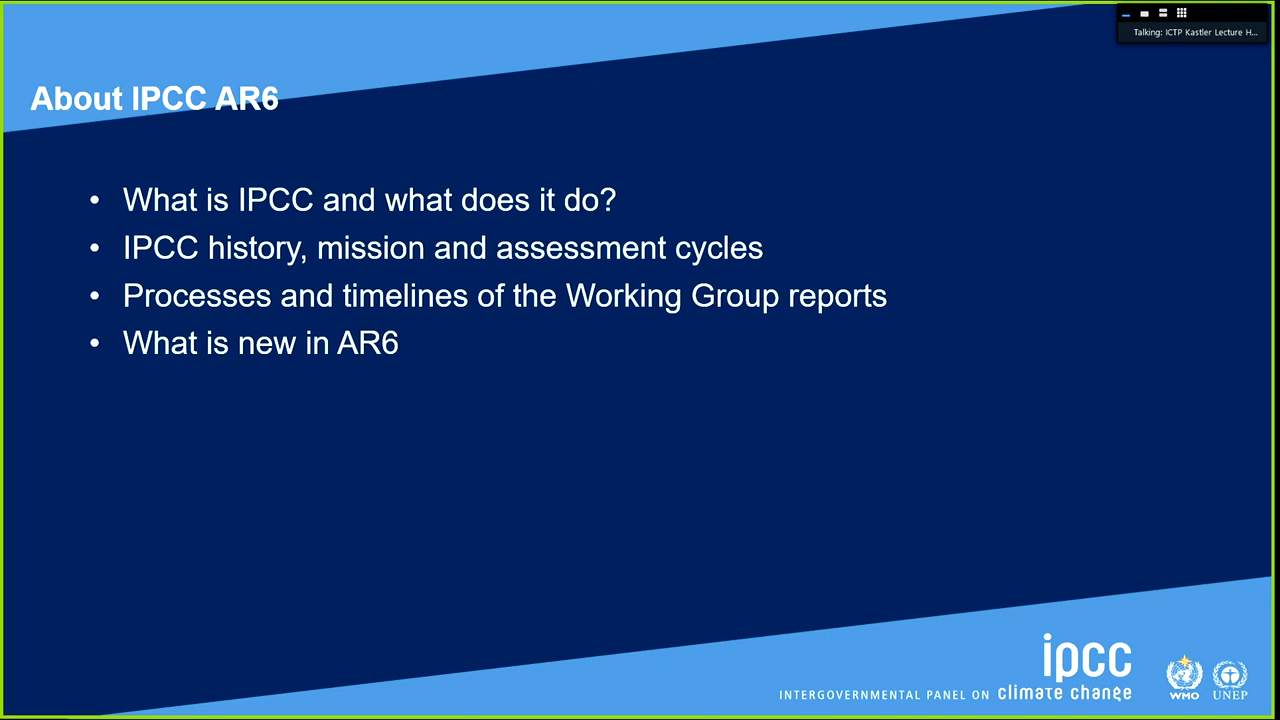 Talking: ICTP Kastler Lecture H...
About IPCC AR6
• What is IPCC and what does it do?
• IPCC history, mission and assessment cycles
• Processes and timelines of the Working Group reports
• What is new in AR6
ipcc
INTERGOVERNMENTAL PANEL ON climate change
WMO
UNEP